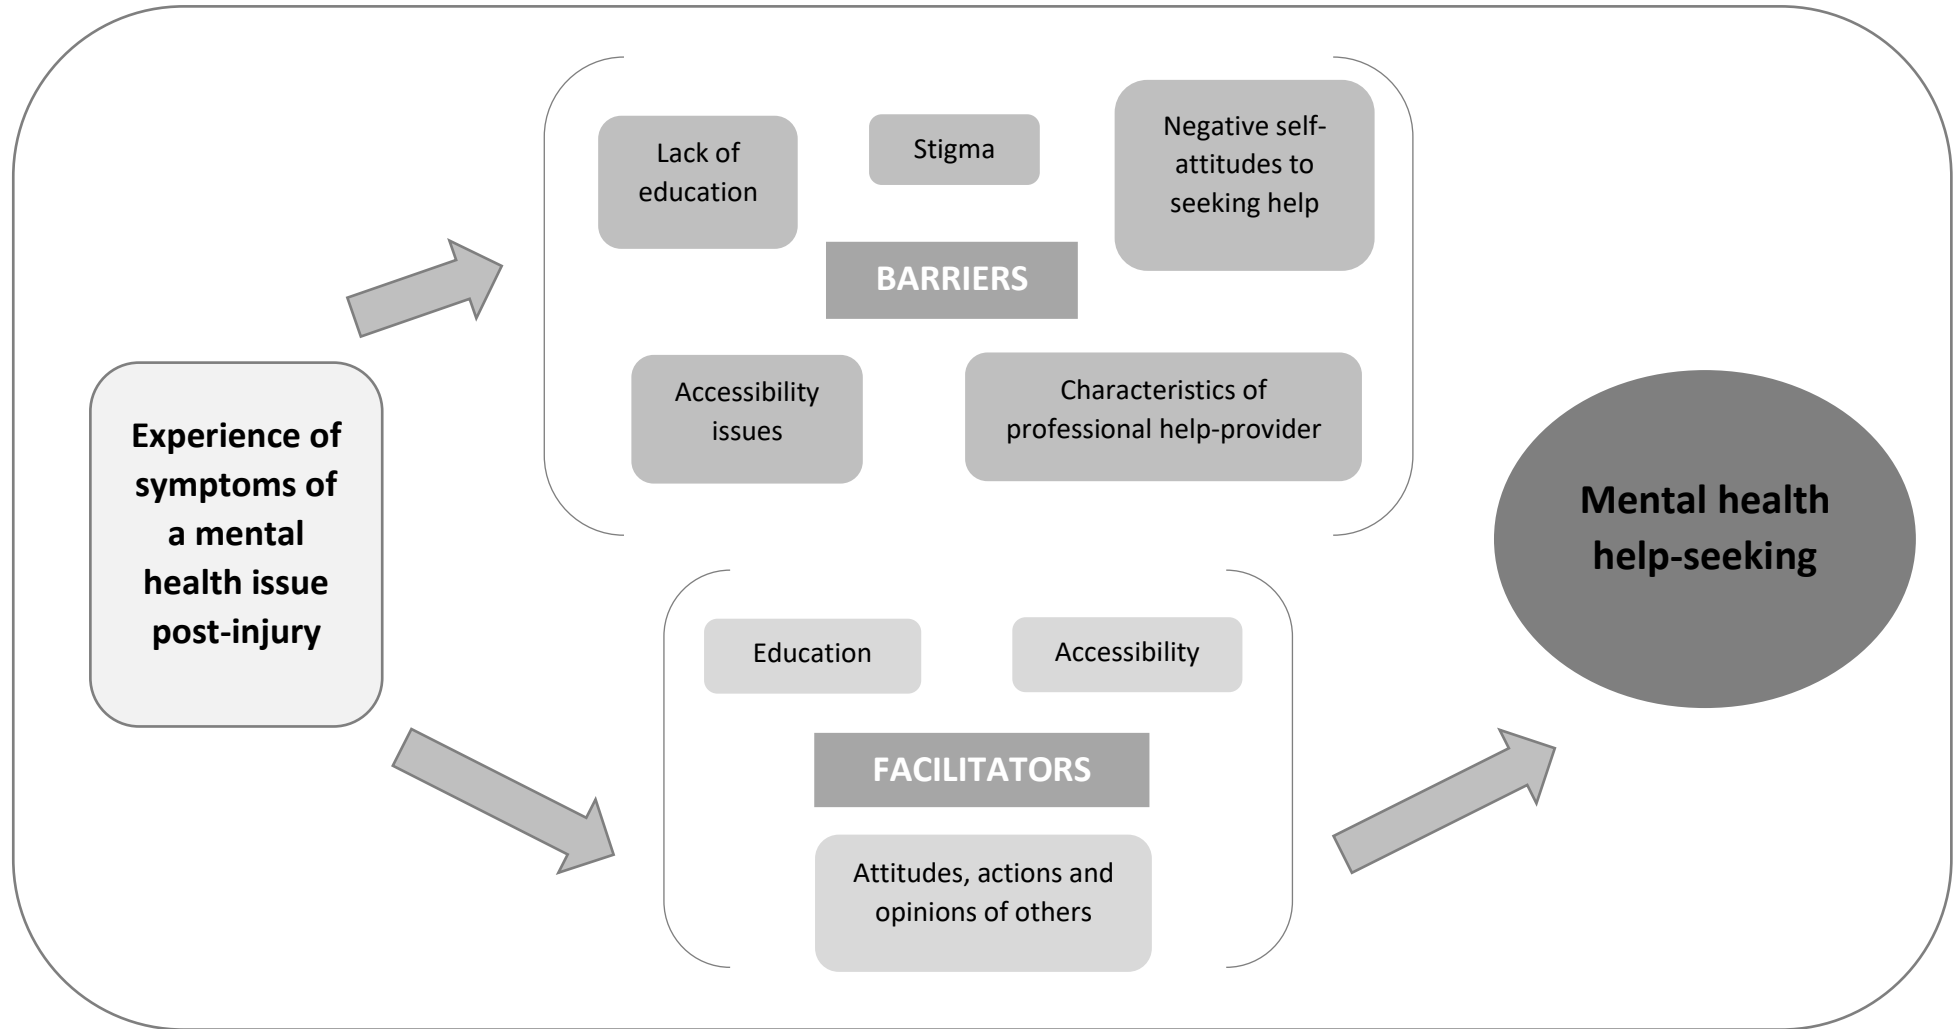 Experience of
symptoms of
a mental
health issue
post-injury
Lack of
education
Stigma
Negative self-
attitudes to
seeking help
BARRIERS
Accessibility
issues
Characteristics of
professional help-provider
Education
Accessibility
FACILITATORS
Attitudes, actions and
opinions of others
Mental health
help-seeking